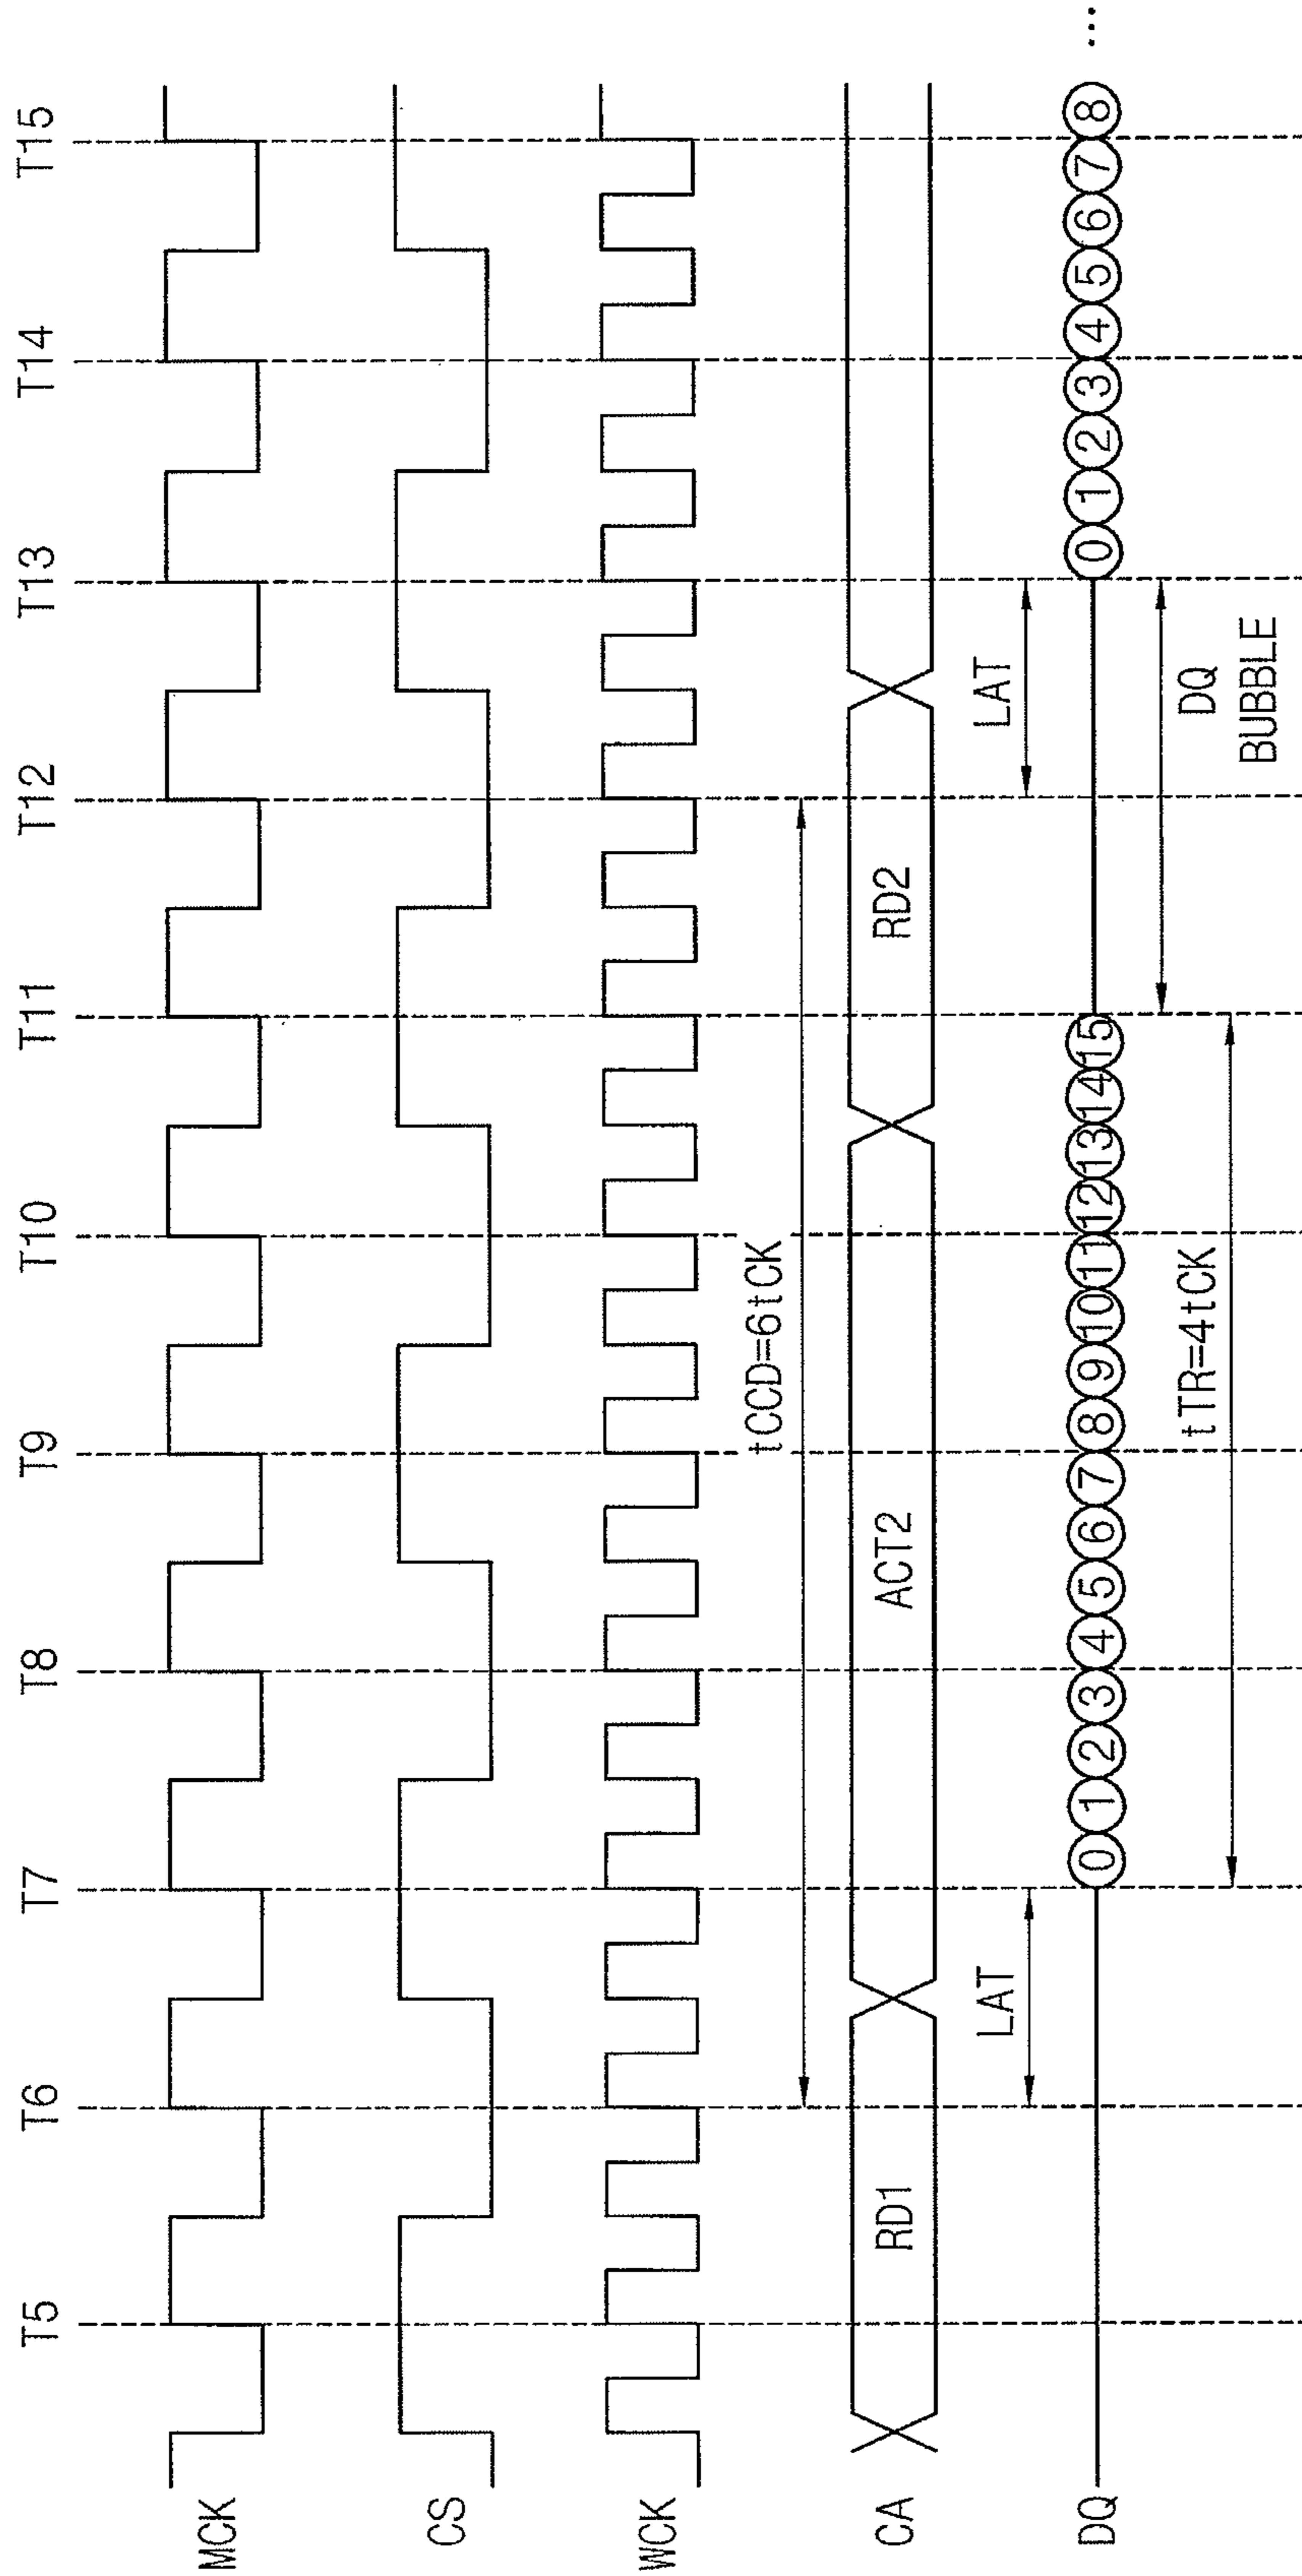 T5 T6 T7 T8 T9 T10 T11 T12 T13 T14 T15
MCK
CS
WCK
tCCD=6tCK
CA RD1 ACT2 RD2
LAT LAT
DQ 0 1 2 3 4 5 6 7 8 9 10 11 12 13 14 15 0 1 2 3 4 5 6 7 8 ...
DQ
BUBBLE
tTR=4tCK